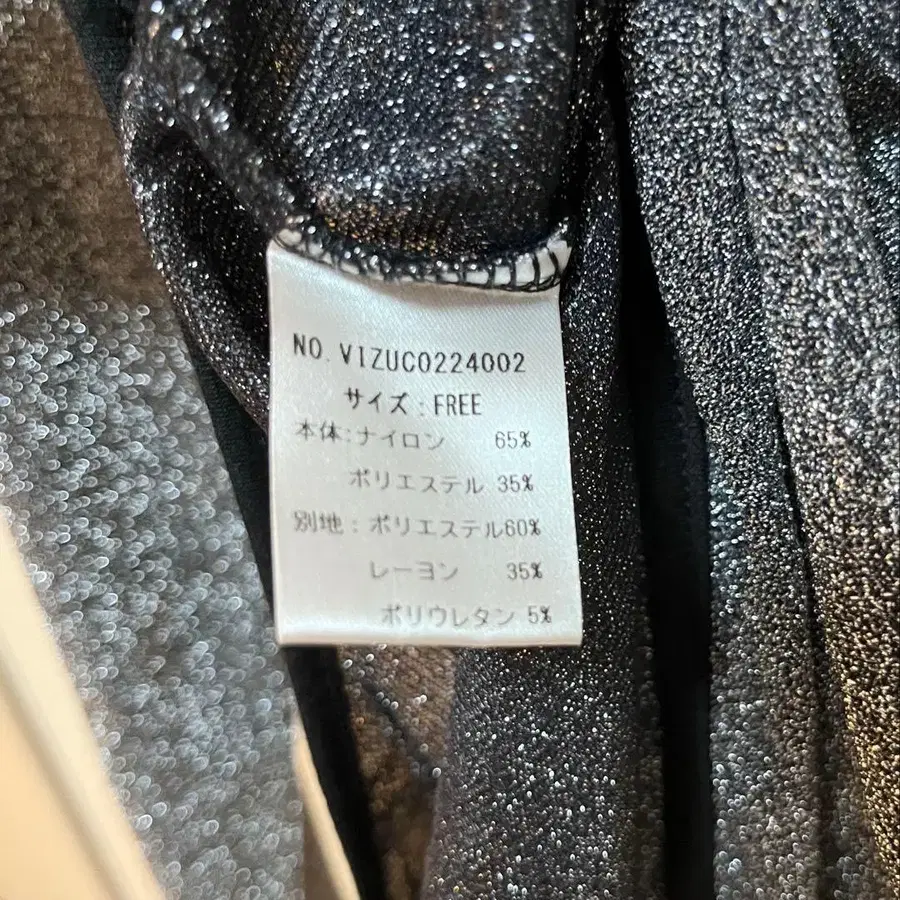 NO. VIZUC0224002
サイズ : FREE
本体:ナイロン 65%
ポリエステル 35%
別地:ポリエステル60%
レーヨン 35%
ポリウレタン 5%